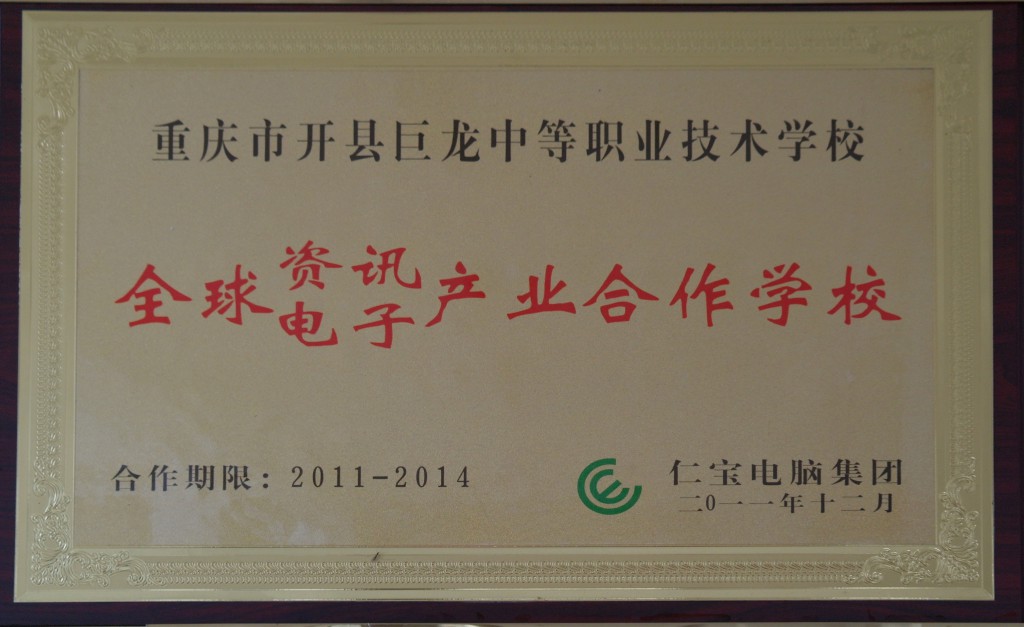 重庆市开县巨龙中等职业技术学校
全球资讯电子产业合作学校
合作期限：2011-2014
仁宝电脑集团
二0一一年十二月